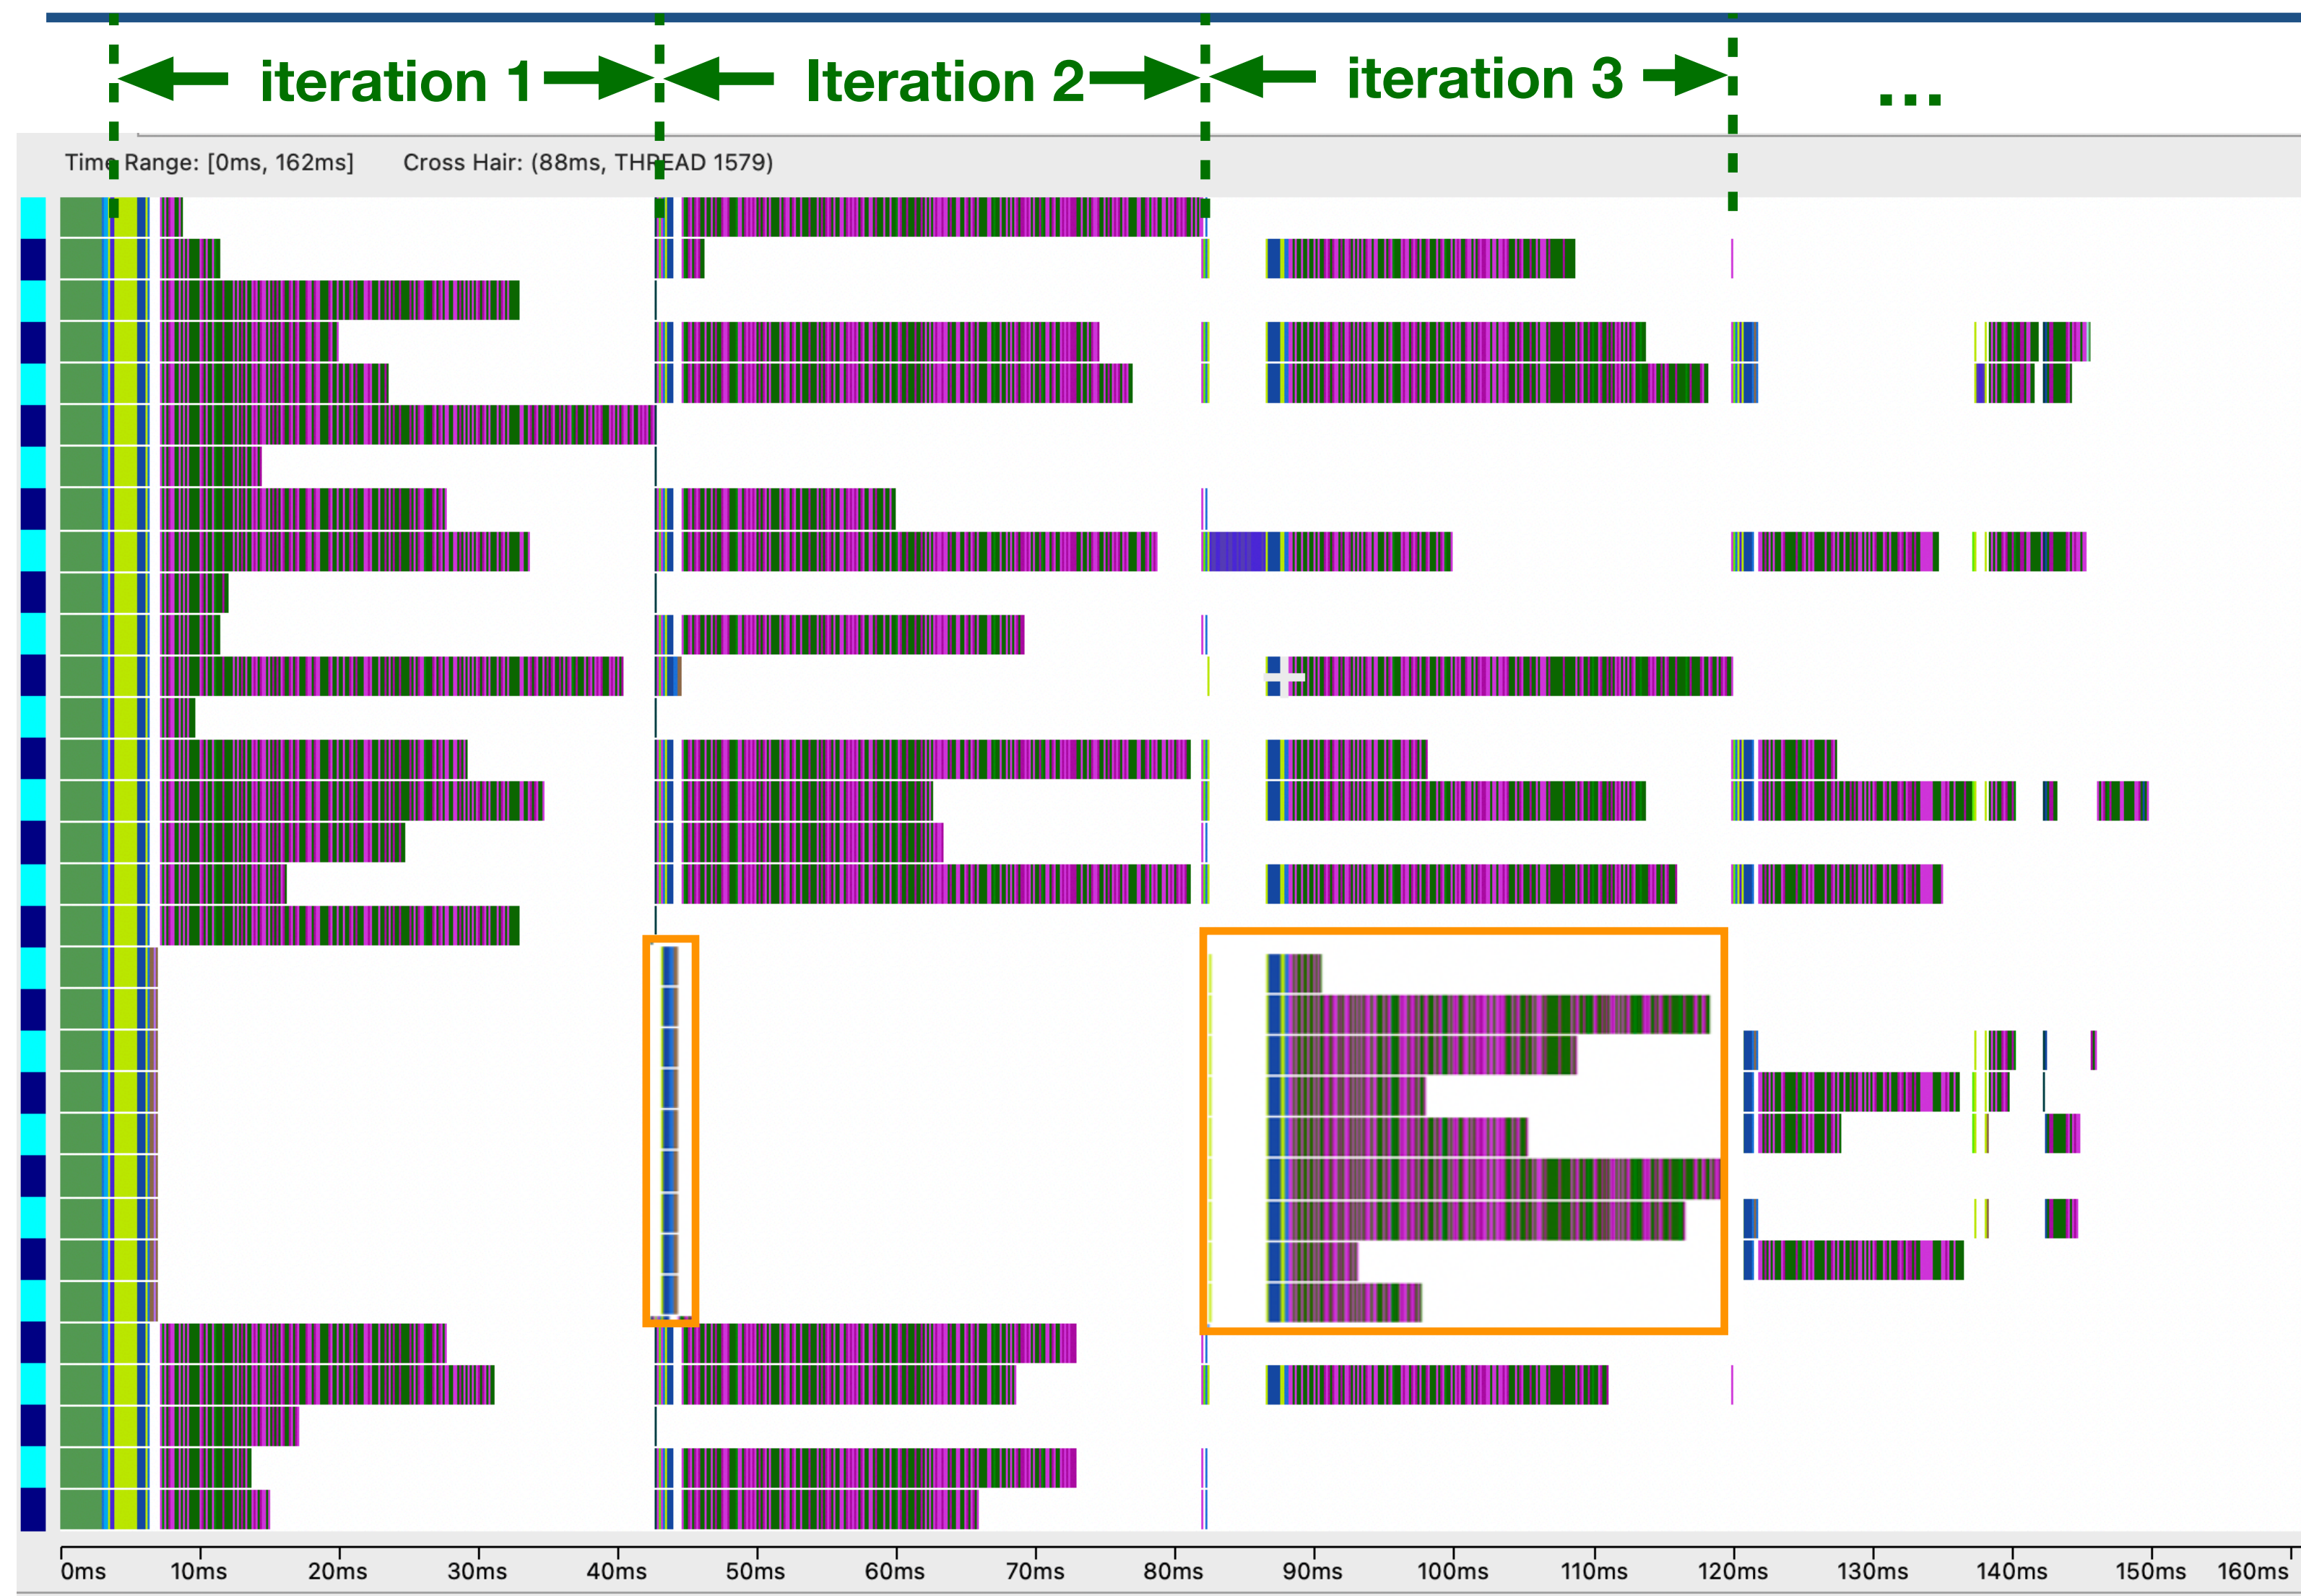 iteration 1 Iteration 2 iteration 3 ...
Time Range: [0ms, 162ms] Cross Hair: (88ms, THREAD 1579)
0ms 10ms 20ms 30ms 40ms 50ms 60ms 70ms 80ms 90ms 100ms 110ms 120ms 130ms 140ms 150ms 160ms